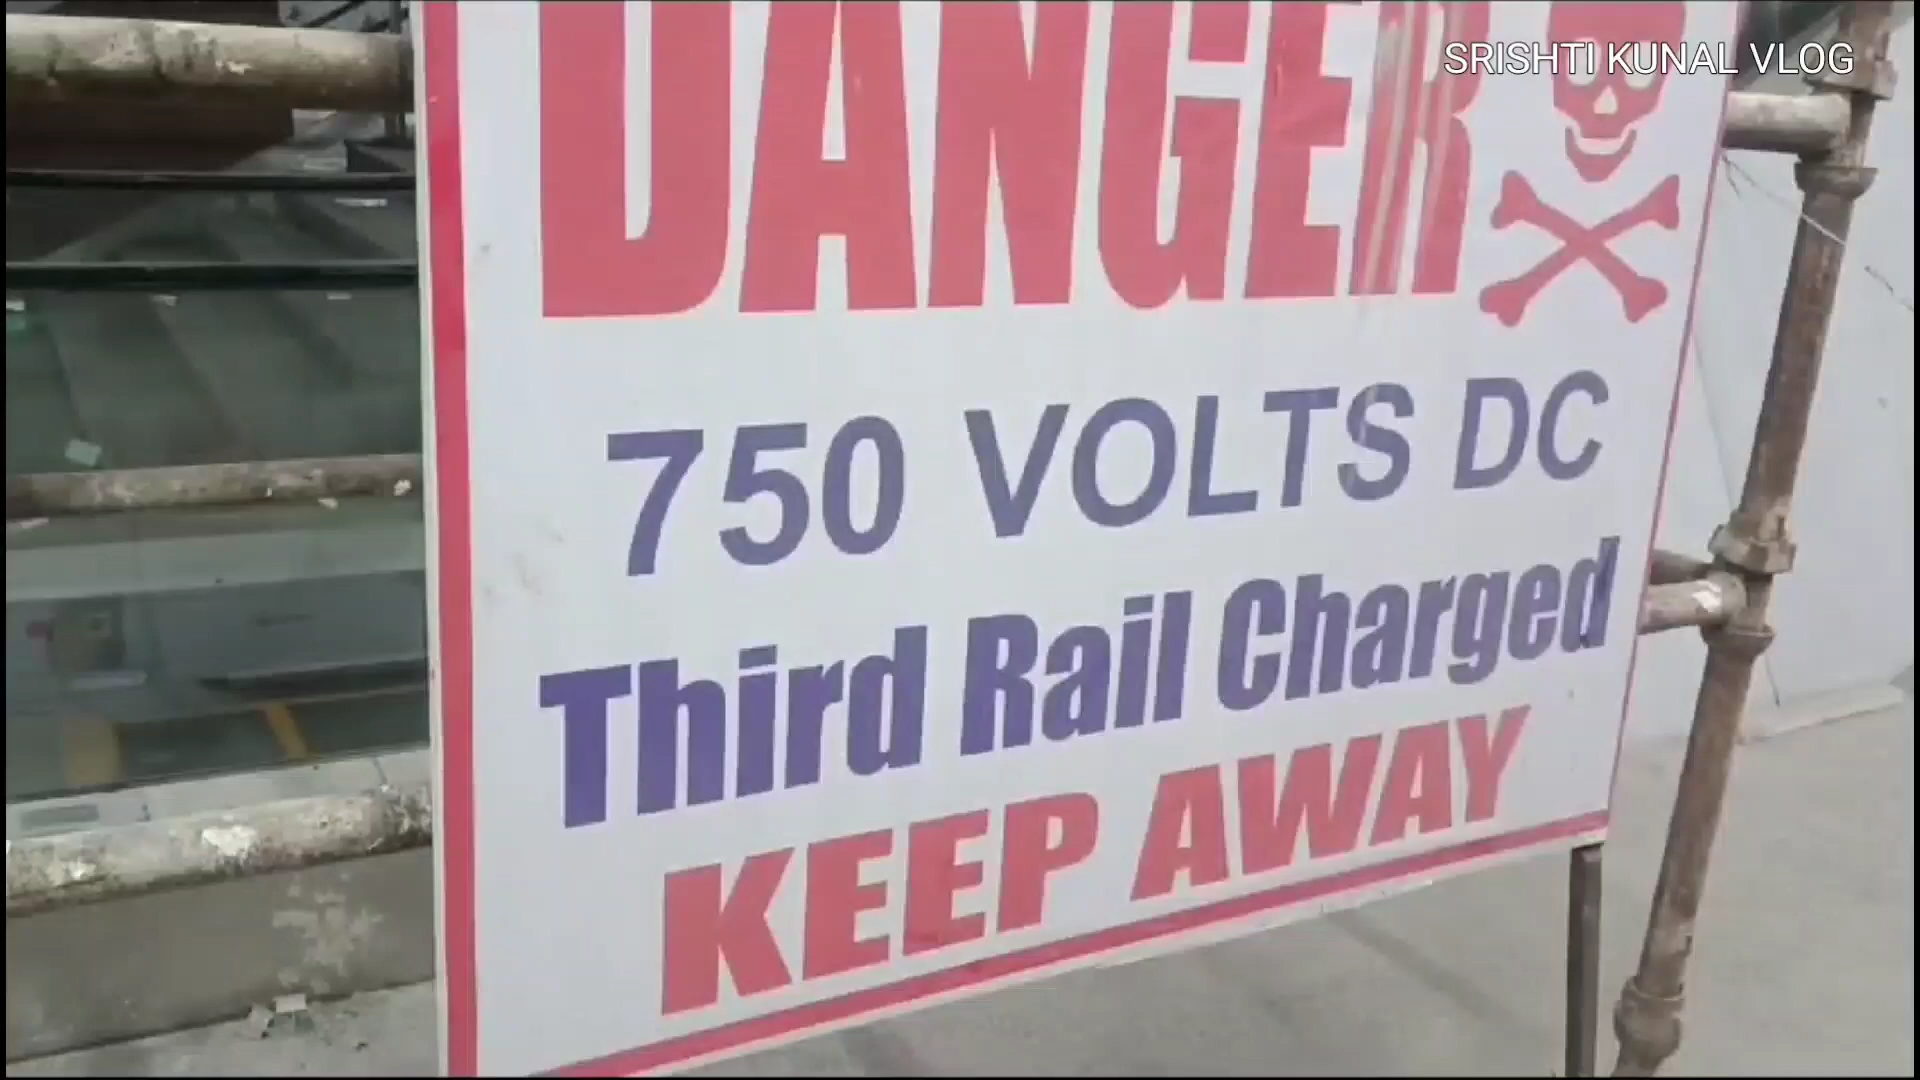 SRISHTI KUNAL VLOG
DANGER
750 VOLTS DC
Third Rail Charged
KEEP AWAY